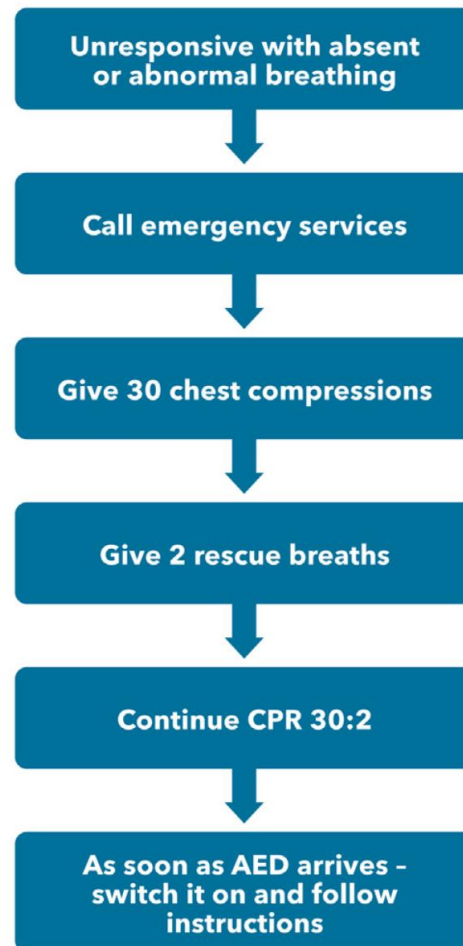 Unresponsive with absent
or abnormal breathing
Call emergency services
Give 30 chest compressions
Give 2 rescue breaths
Continue CPR 30:2
As soon as AED arrives –
switch it on and follow
instructions